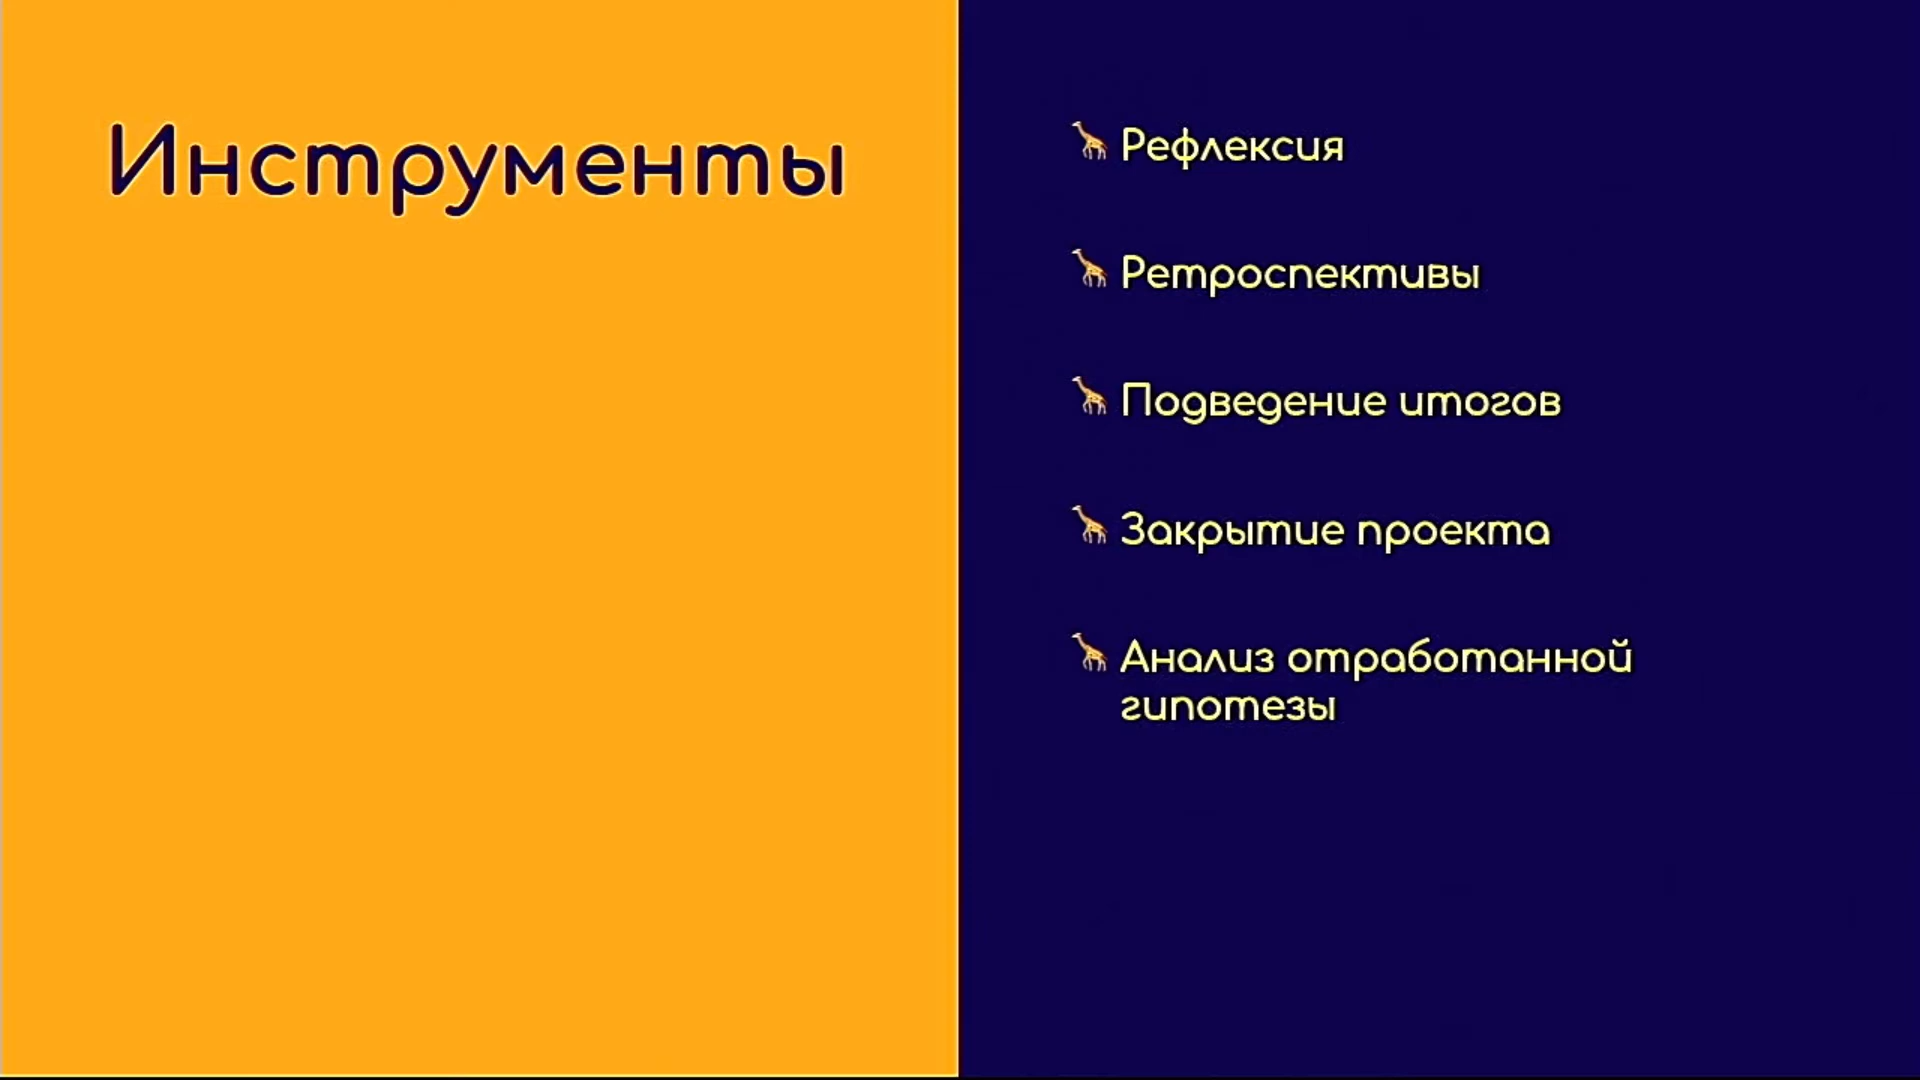 Инструменты
Рефлексия
Ретроспективы
Подведение итогов
Закрытие проекта
Анализ отработанной
гипотезы